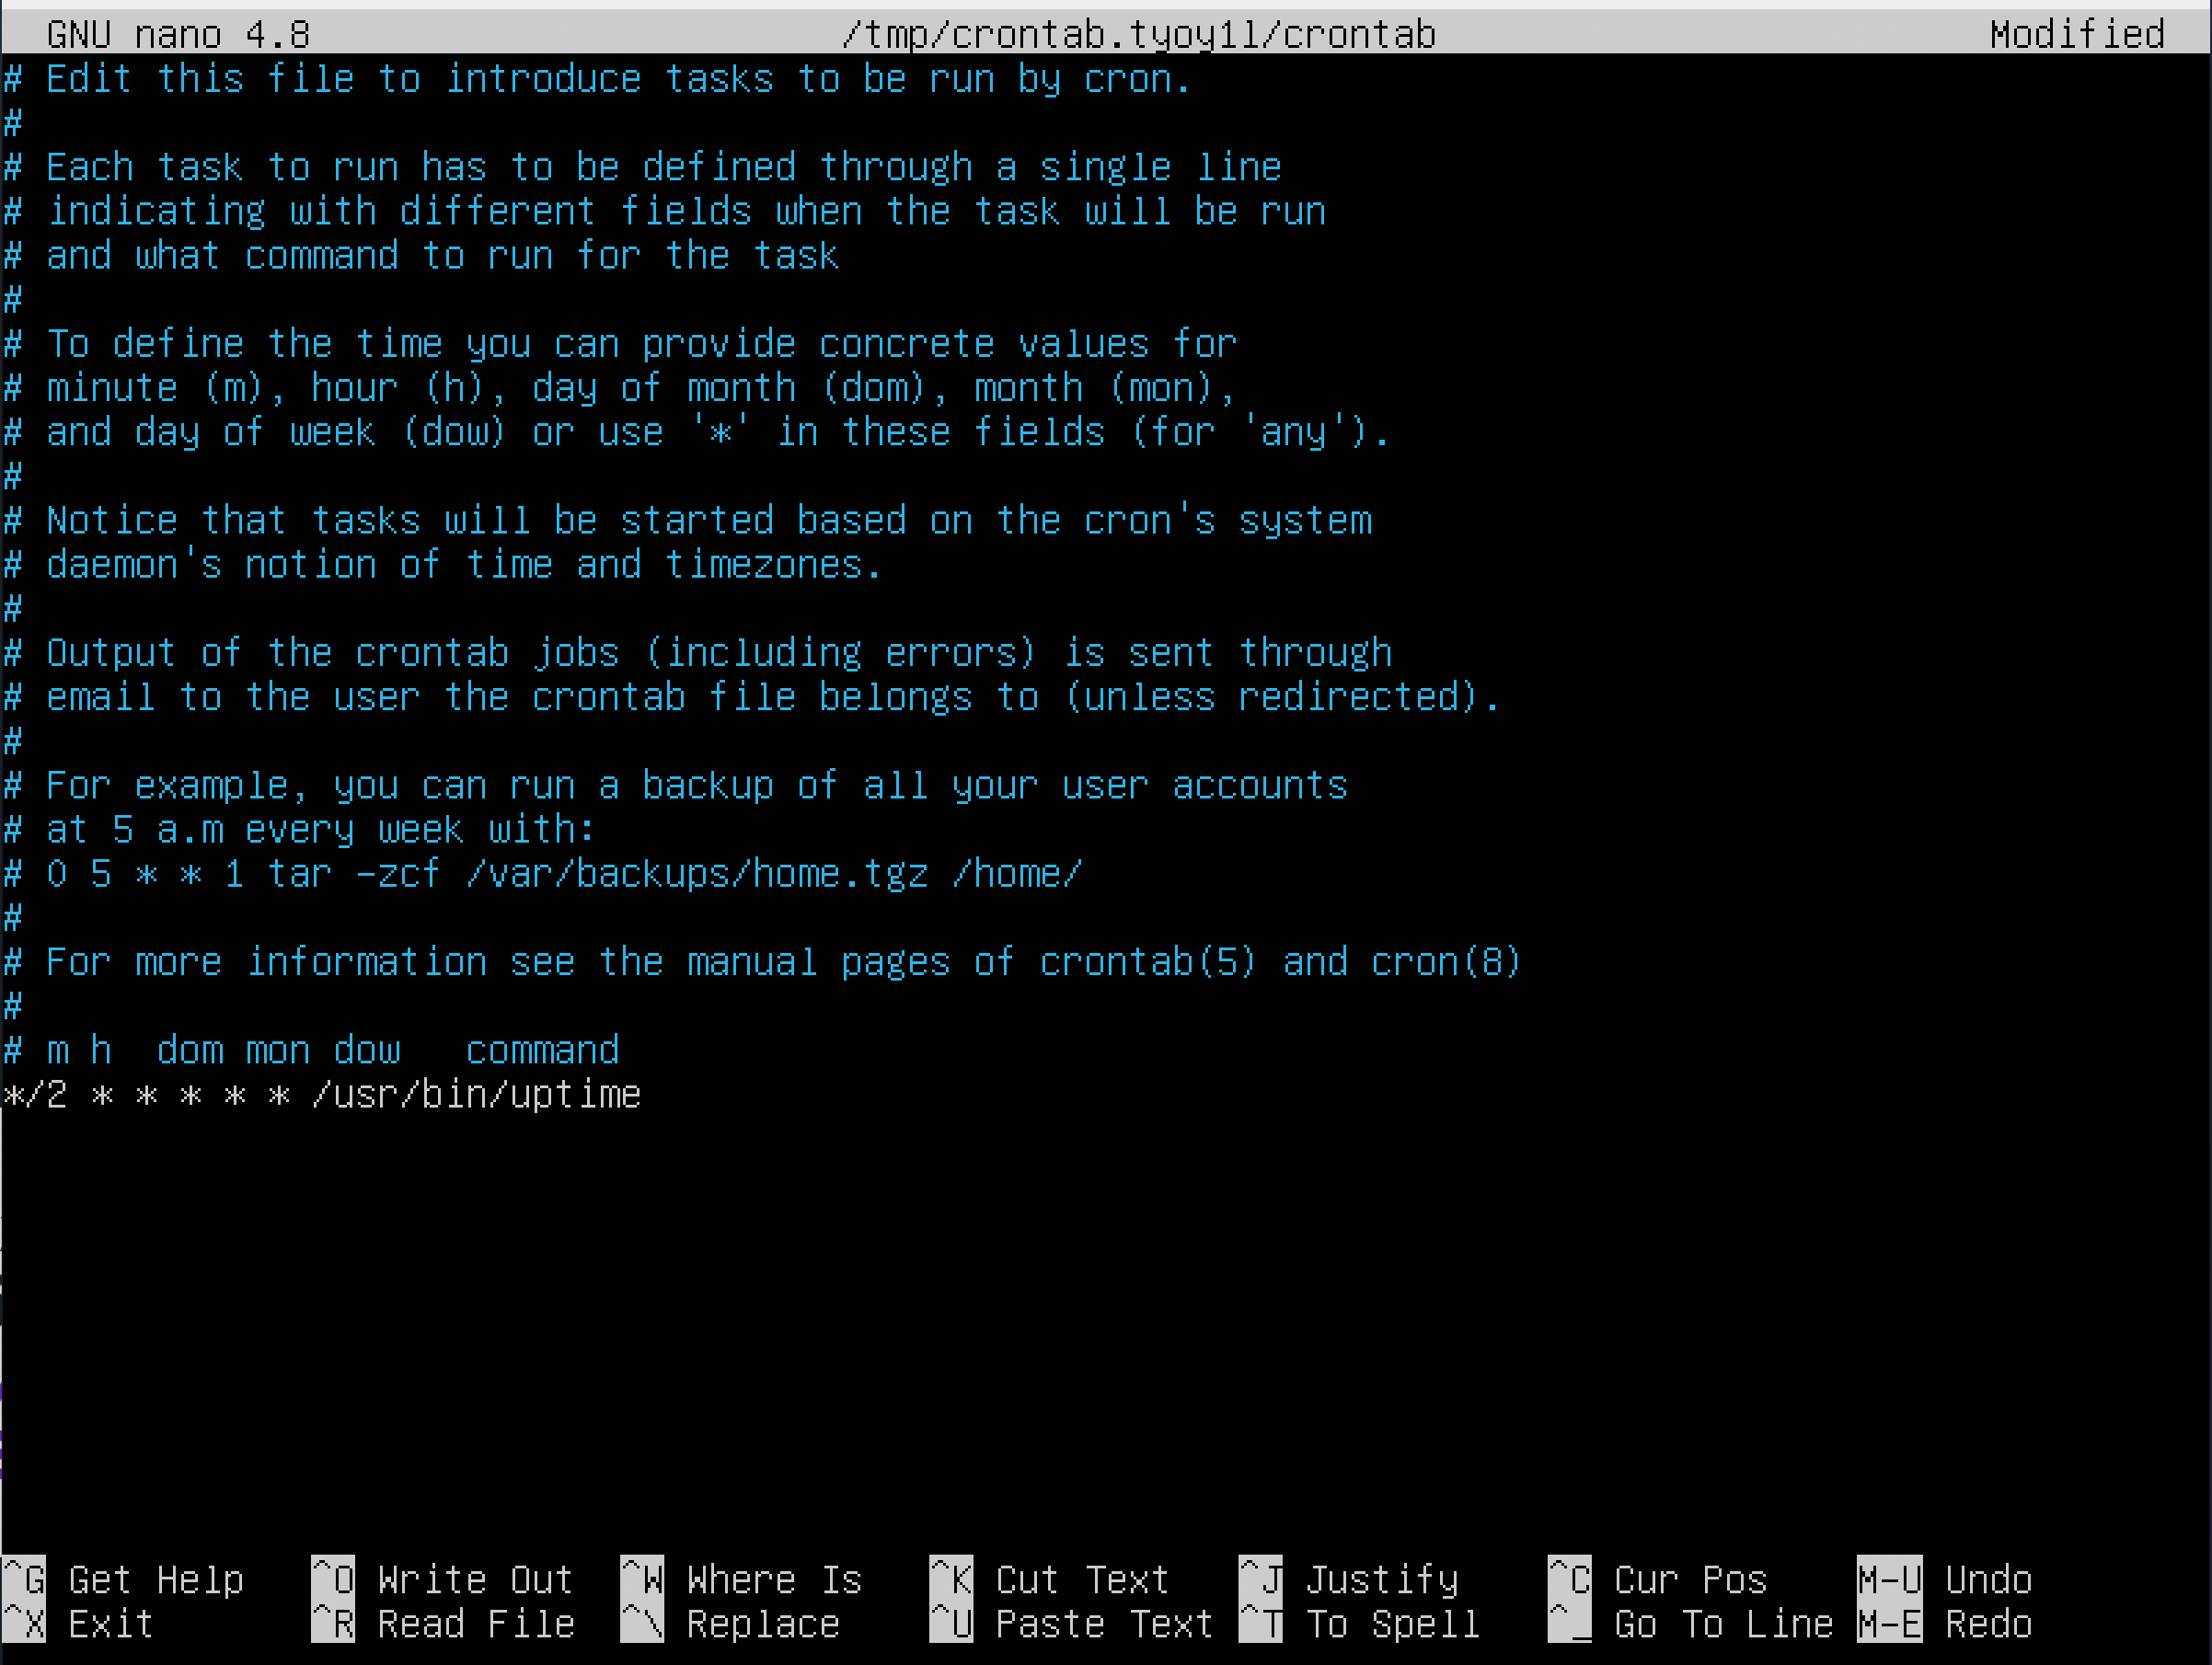 GNU nano 4.8 /tmp/crontab.tyoy1l/crontab Modified
# Edit this file to introduce tasks to be run by cron.
#
# Each task to run has to be defined through a single line
# indicating with different fields when the task will be run
# and what command to run for the task
#
# To define the time you can provide concrete values for
# minute (m), hour (h), day of month (dom), month (mon),
# and day of week (dow) or use '*' in these fields (for 'any').
#
# Notice that tasks will be started based on the cron's system
# daemon's notion of time and timezones.
#
# Output of the crontab jobs (including errors) is sent through
# email to the user the crontab file belongs to (unless redirected).
#
# For example, you can run a backup of all your user accounts
# at 5 a.m every week with:
# 0 5 * * 1 tar -zcf /var/backups/home.tgz /home/
#
# For more information see the manual pages of crontab(5) and cron(8)
#
# m h  dom mon dow   command
*/2 * * * * * /usr/bin/uptime
^G Get Help ^O Write Out ^W Where Is ^K Cut Text ^J Justify ^C Cur Pos M-U Undo
^X Exit ^R Read File ^\ Replace ^U Paste Text ^T To Spell ^_ Go To Line M-E Redo